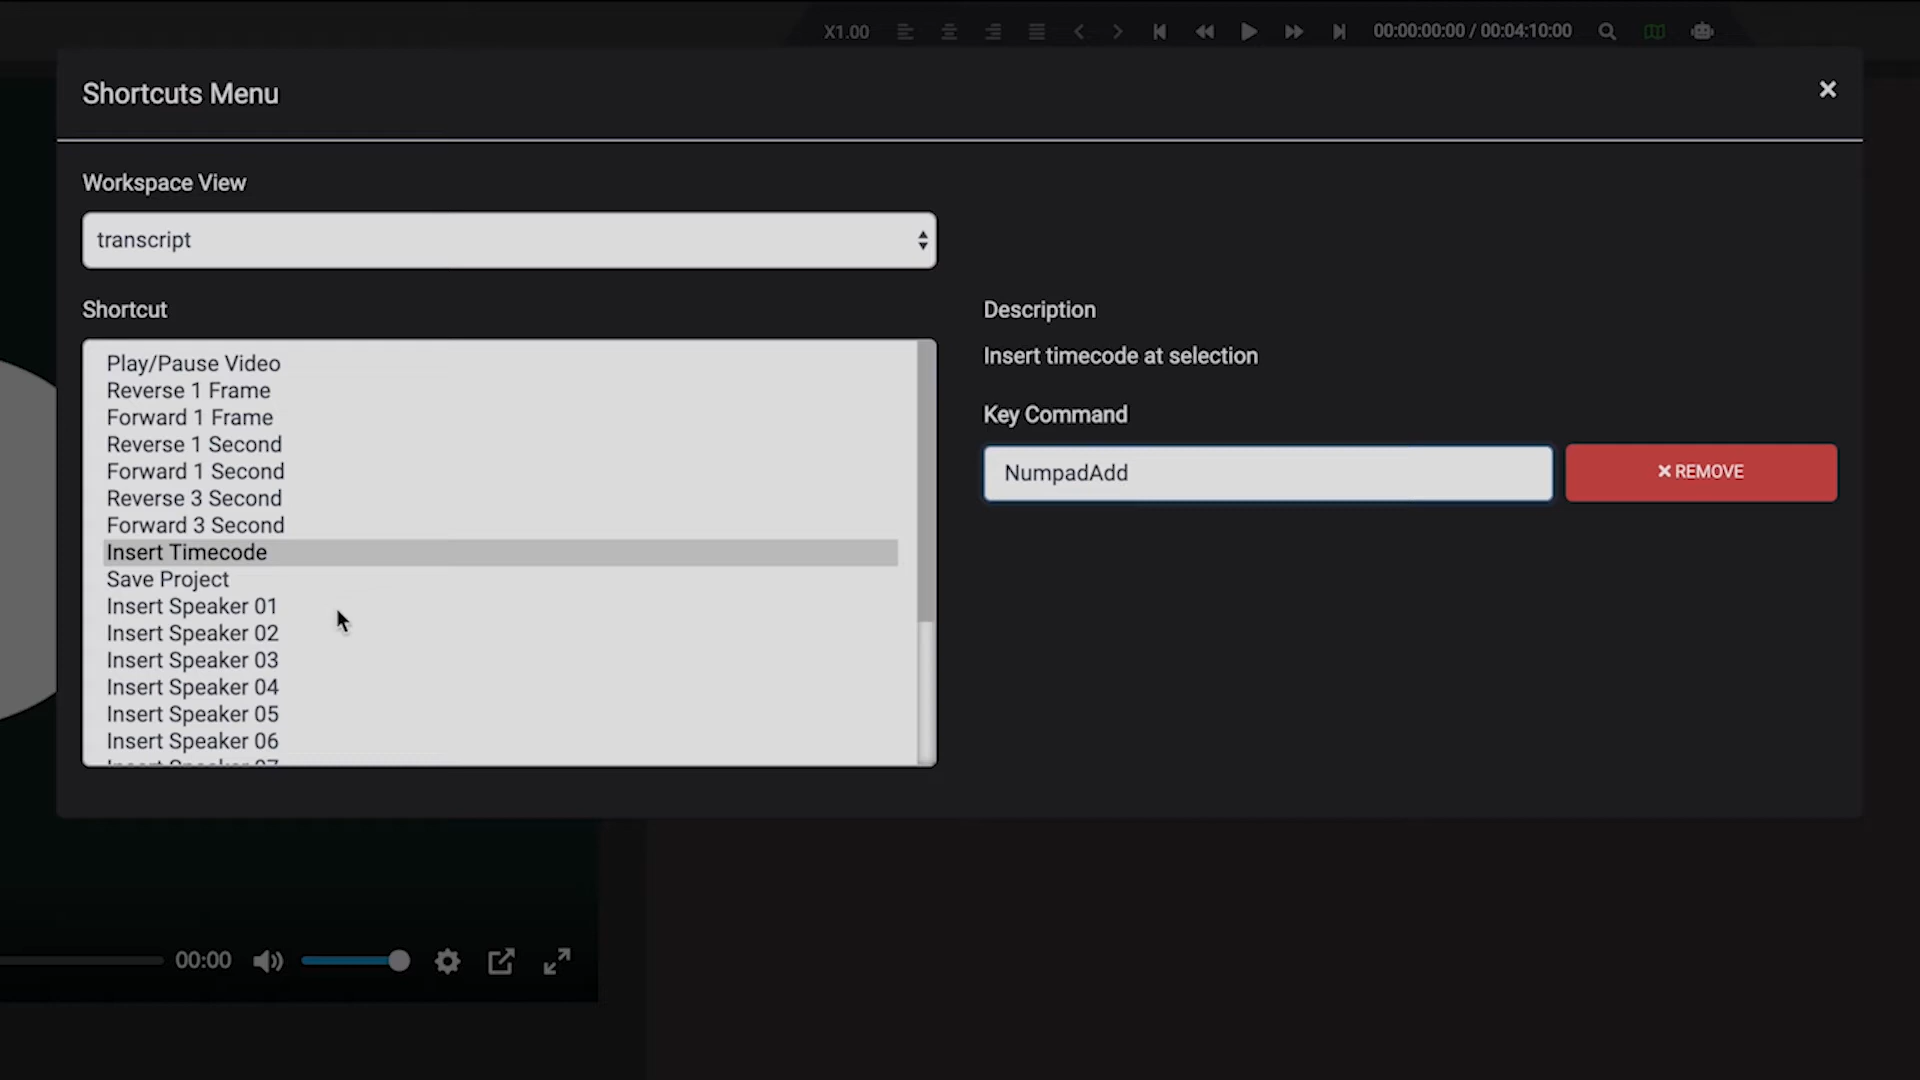 X1.00
00:00:00:00 / 00:04:10:00
Shortcuts Menu
Workspace View
transcript
Shortcut
Play/Pause Video
Reverse 1 Frame
Forward 1 Frame
Reverse 1 Second
Forward 1 Second
Reverse 3 Second
Forward 3 Second
Insert Timecode
Save Project
Insert Speaker 01
Insert Speaker 02
Insert Speaker 03
Insert Speaker 04
Insert Speaker 05
Insert Speaker 06
Insert Speaker 07
Description
Insert timecode at selection
Key Command
NumpadAdd
REMOVE
00:00